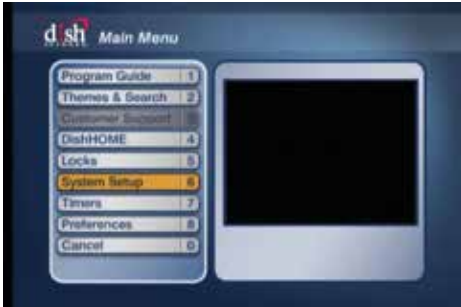 dish Main Menu
NETWORK
Program Guide 1
Themes & Search 2
Customer Support 3
DishHOME 4
Locks 5
System Setup 6
Timers 7
Preferences 8
Cancel 0